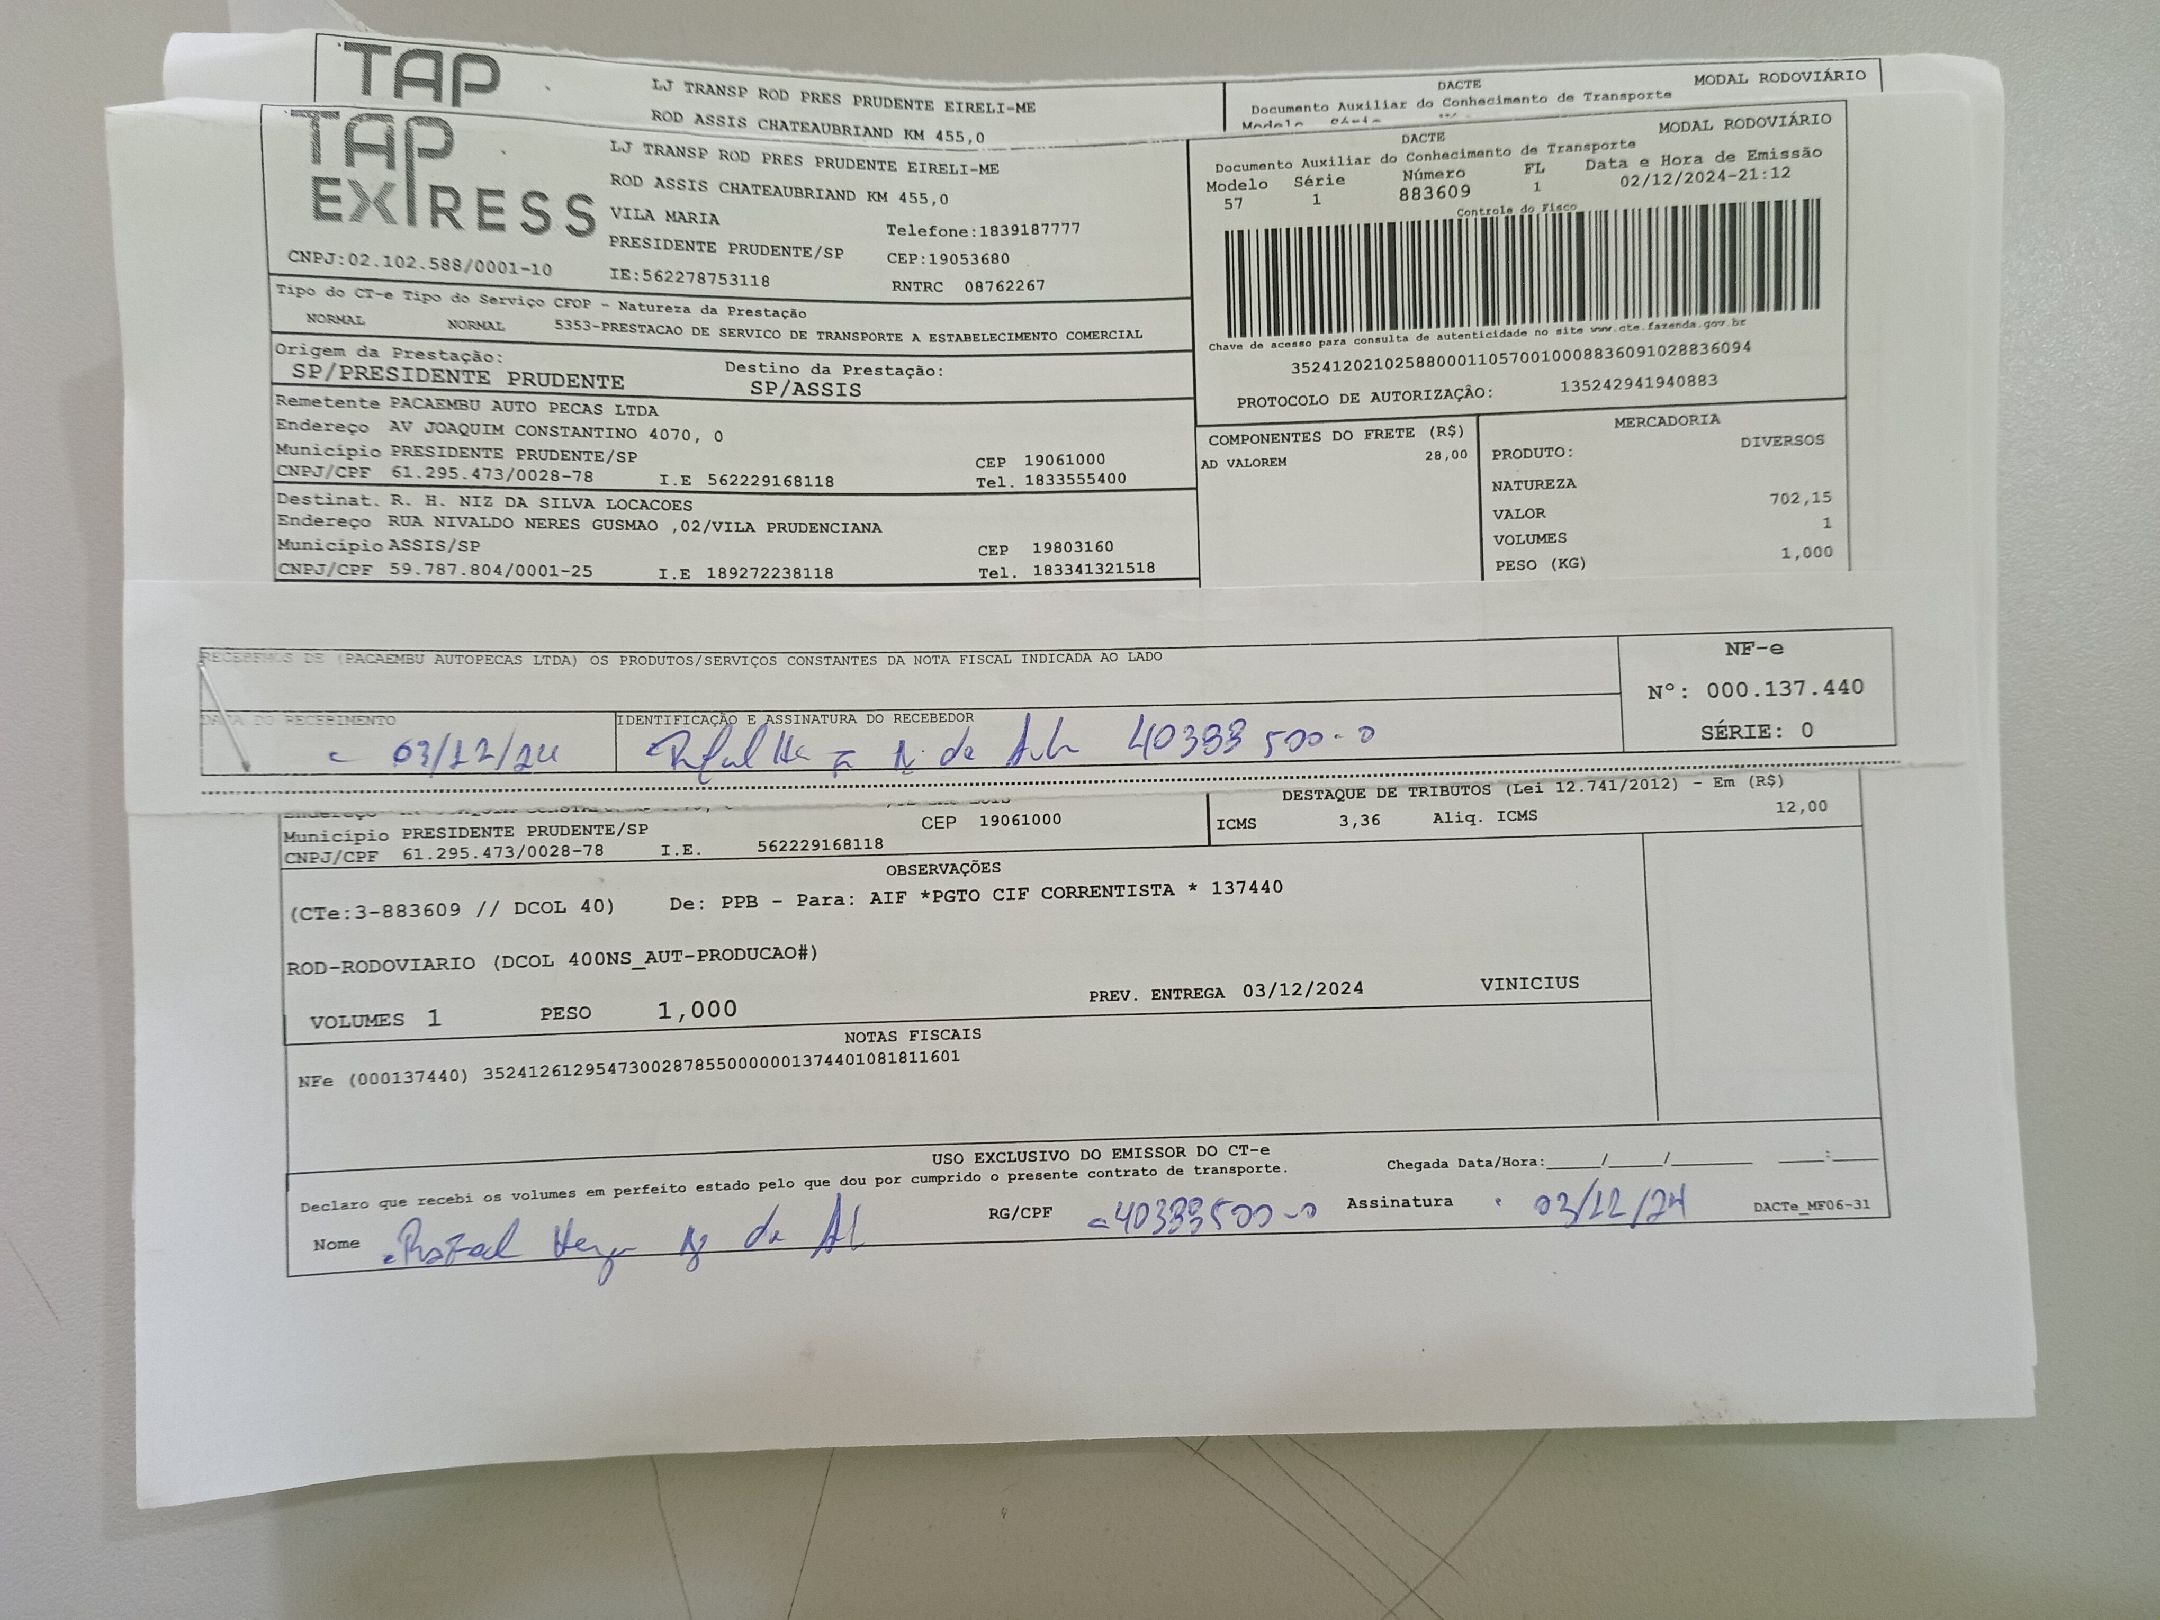 TAP
LJ TRANSP ROD PRES PRUDENTE EIRELI-ME
ROD ASSIS CHATEAUBRIAND KM 455,0
DACTE
MODAL RODOVIÁRIO
Documento Auxiliar do Conhecimento de Transporte
TAP
EXPRESS
CNPJ:02.102.588/0001-10
LJ TRANSP ROD PRES PRUDENTE EIRELI-ME
ROD ASSIS CHATEAUBRIAND KM 455,0
VILA MARIA
Telefone:1839187777
PRESIDENTE PRUDENTE/SP
CEP:19053680
IE:562278753118
RNTRC 08762267
DACTE
MODAL RODOVIÁRIO
Documento Auxiliar do Conhecimento de Transporte
Modelo Série Número FL Data e Hora de Emissão
57 1 883609 1 02/12/2024-21:12
Controle do Fisco
Chave de acesso para consulta de autenticidade no site www.cte.fazenda.gov.br
35241202102588000110570010008836091028836094
PROTOCOLO DE AUTORIZAÇÃO: 135242941940883
Tipo do CT-e Tipo do Serviço CFOP - Natureza da Prestação
NORMAL NORMAL 5353-PRESTACAO DE SERVICO DE TRANSPORTE A ESTABELECIMENTO COMERCIAL
Origem da Prestação: Destino da Prestação:
SP/PRESIDENTE PRUDENTE SP/ASSIS
Remetente PACAEMBU AUTO PECAS LTDA
Endereço AV JOAQUIM CONSTANTINO 4070, 0
Município PRESIDENTE PRUDENTE/SP CEP 19061000
CNPJ/CPF 61.295.473/0028-78 I.E 562229168118 Tel. 1833555400
Destinat. R. H. NIZ DA SILVA LOCACOES
Endereço RUA NIVALDO NERES GUSMAO ,02/VILA PRUDENCIANA
Município ASSIS/SP CEP 19803160
CNPJ/CPF 59.787.804/0001-25 I.E 189272238118 Tel. 183341321518
COMPONENTES DO FRETE (R$)
AD VALOREM 28,00
MERCADORIA
PRODUTO: DIVERSOS
NATUREZA
VALOR 702,15
VOLUMES 1
PESO (KG) 1,000
RECEBEMOS DE (PACAEMBU AUTOPECAS LTDA) OS PRODUTOS/SERVIÇOS CONSTANTES DA NOTA FISCAL INDICADA AO LADO
NF-e
Nº: 000.137.440
SÉRIE: 0
DATA DO RECEBIMENTO
03/12/24
IDENTIFICAÇÃO E ASSINATURA DO RECEBEDOR
40333500-0
Município PRESIDENTE PRUDENTE/SP CEP 19061000
CNPJ/CPF 61.295.473/0028-78 I.E. 562229168118
DESTAQUE DE TRIBUTOS (Lei 12.741/2012) - Em (R$)
ICMS 3,36 Aliq. ICMS 12,00
OBSERVAÇÕES
(CTe:3-883609 // DCOL 40) De: PPB - Para: AIF *PGTO CIF CORRENTISTA * 137440
ROD-RODOVIARIO (DCOL 400NS_AUT-PRODUCAO#)
VOLUMES 1 PESO 1,000 PREV. ENTREGA 03/12/2024 VINICIUS
NOTAS FISCAIS
NFe (000137440) 35241261295473002878550000001374401081811601
USO EXCLUSIVO DO EMISSOR DO CT-e
Declaro que recebi os volumes em perfeito estado pelo que dou por cumprido o presente contrato de transporte.
Chegada Data/Hora:_____/_____/________ _____:_____
Nome Rafael
RG/CPF 40333500-0 Assinatura 03/12/24 DACTe_MF06-31